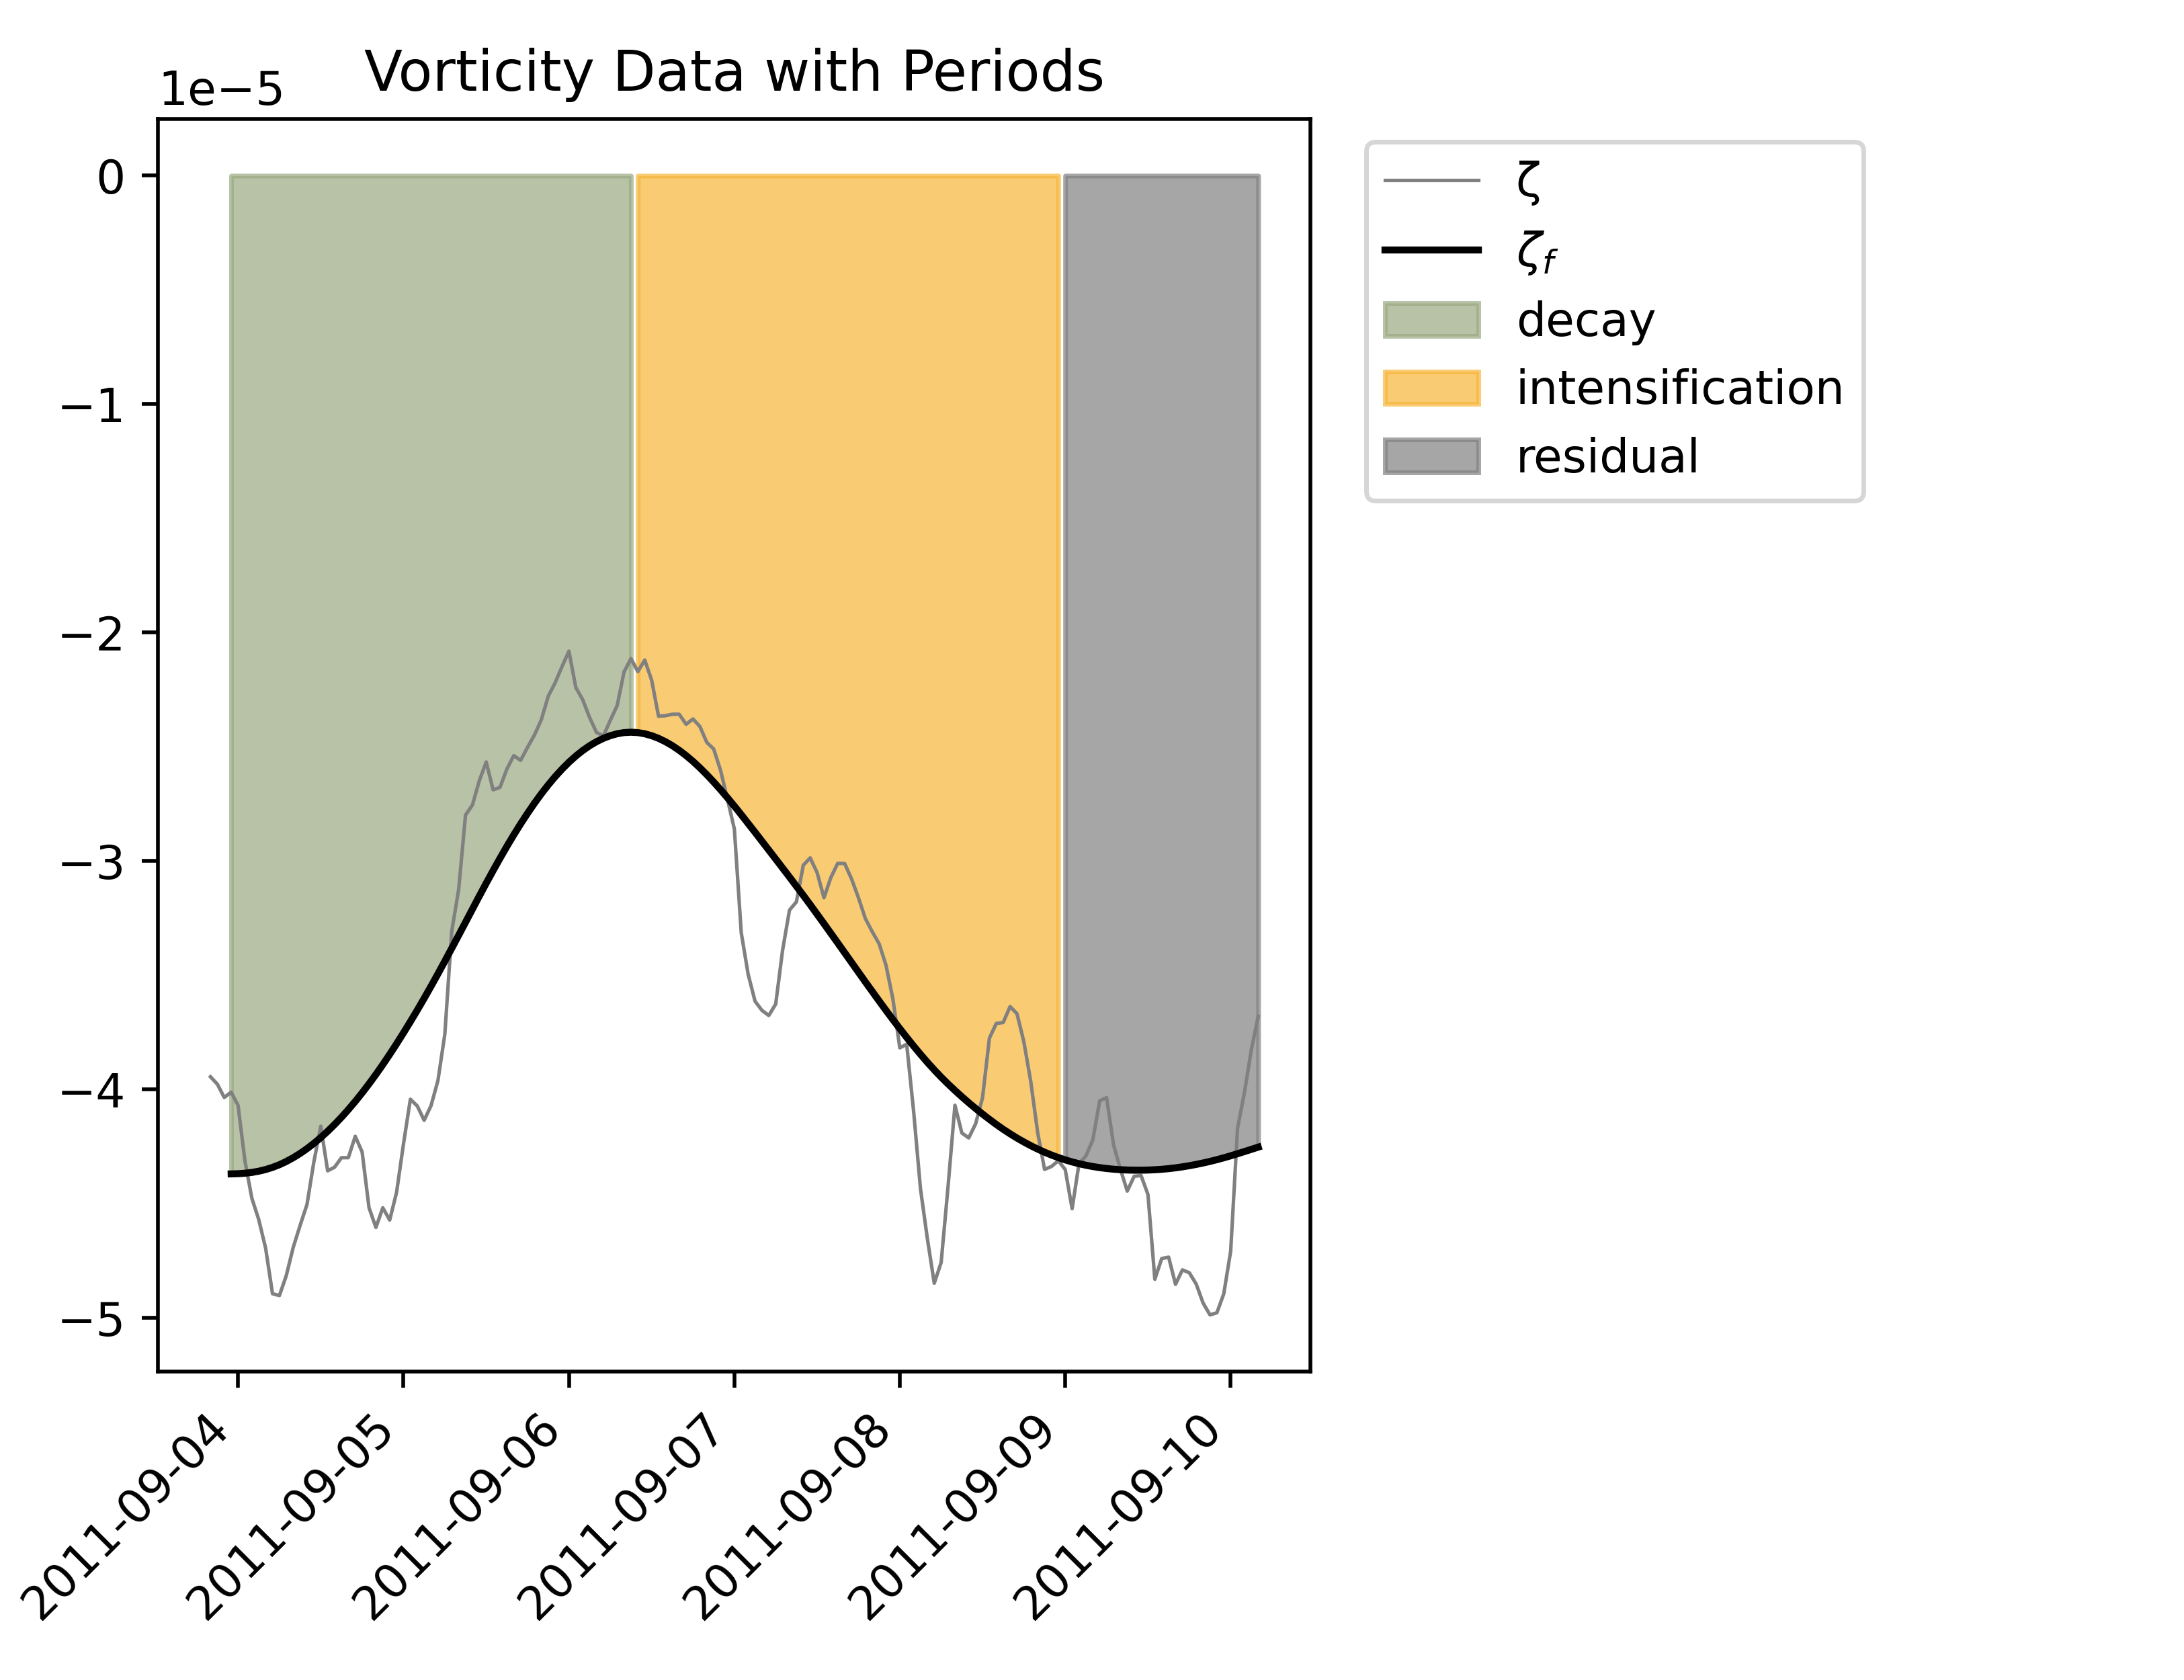 Vorticity Data with Periods
1e−5
0
−1
−2
−3
−4
−5
2011-09-04
2011-09-05
2011-09-06
2011-09-07
2011-09-08
2011-09-09
2011-09-10
ζ
ζf
decay
intensification
residual